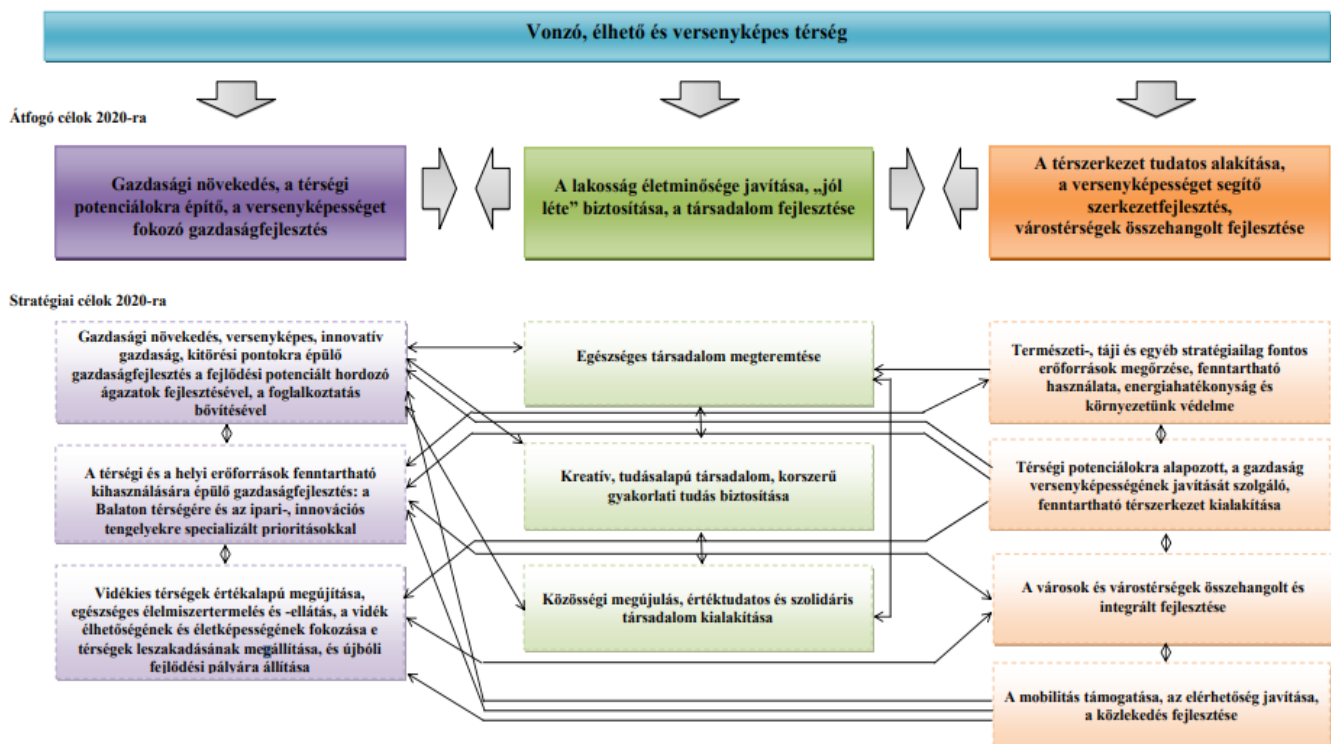 Vonzó, élhető és versenyképes térség
Átfogó célok 2020-ra
Gazdasági növekedés, a térségi
potenciálokra építő, a versenyképességet
fokozó gazdaságfejlesztés
A lakosság életminősége javítása, „jól
léte” biztosítása, a társadalom fejlesztése
A térszerkezet tudatos alakítása,
a versenyképességet segítő
szerkezetfejlesztés,
várostérségek összehangolt fejlesztése
Stratégiai célok 2020-ra
Gazdasági növekedés, versenyképes, innovatív
gazdaság, kitörési pontokra épülő
gazdaságfejlesztés a fejlődési potenciált hordozó
ágazatok fejlesztésével, a foglalkoztatás
bővítésével
A térségi és a helyi erőforrások fenntartható
kihasználására épülő gazdaságfejlesztés: a
Balaton térségére és az ipari-, innovációs
tengelyekre specializált prioritásokkal
Vidékies térségek értékalapú megújítása,
egészséges élelmiszertermelés és -ellátás, a vidék
élhetőségének és életképességének fokozása e
térségek leszakadásának megállítása, és újbóli
fejlődési pályára állítása
Egészséges társadalom megteremtése
Kreatív, tudásalapú társadalom, korszerű
gyakorlati tudás biztosítása
Közösségi megújulás, értéktudatos és szolidáris
társadalom kialakítása
Természeti-, táji és egyéb stratégiailag fontos
erőforrások megőrzése, fenntartható
használata, energiahatékonyság és
környezetünk védelme
Térségi potenciálokra alapozott, a gazdaság
versenyképességének javítását szolgáló,
fenntartható térszerkezet kialakítása
A városok és várostérségek összehangolt és
integrált fejlesztése
A mobilitás támogatása, az elérhetőség javítása,
a közlekedés fejlesztése